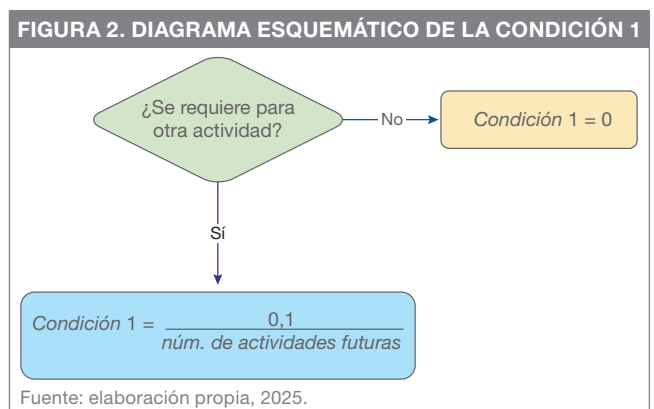 FIGURA 2. DIAGRAMA ESQUEMÁTICO DE LA CONDICIÓN 1
¿Se requiere para
otra actividad?
No
Condición 1 = 0
Sí
Condición 1 = 0,1
núm. de actividades futuras
Fuente: elaboración propia, 2025.